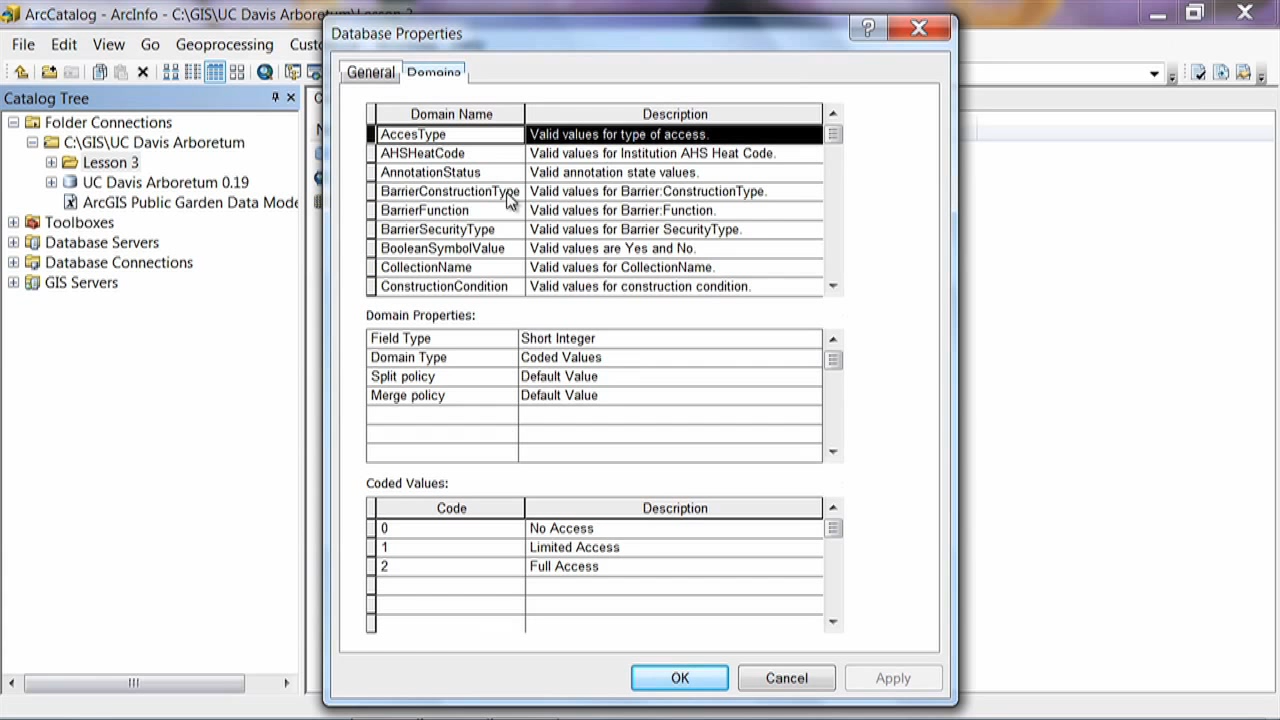 ArcCatalog - ArcInfo - C:\GIS\UC Davis Arboretum\Lesson 3
File Edit View Go Geoprocessing
Catalog Tree
Folder Connections
C:\GIS\UC Davis Arboretum
Lesson 3
UC Davis Arboretum 0.19
ArcGIS Public Garden Data Mode
Toolboxes
Database Servers
Database Connections
GIS Servers
Database Properties
General Domains
Domain Name Description
AccesType Valid values for type of access.
AHSHeatCode Valid values for Institution AHS Heat Code.
AnnotationStatus Valid annotation state values.
BarrierConstructionType Valid values for Barrier:ConstructionType.
BarrierFunction Valid values for Barrier:Function.
BarrierSecurityType Valid values for Barrier SecurityType.
BooleanSymbolValue Valid values are Yes and No.
CollectionName Valid values for CollectionName.
ConstructionCondition Valid values for construction condition.
Domain Properties:
Field Type Short Integer
Domain Type Coded Values
Split policy Default Value
Merge policy Default Value
Coded Values:
Code Description
0 No Access
1 Limited Access
2 Full Access
OK Cancel Apply